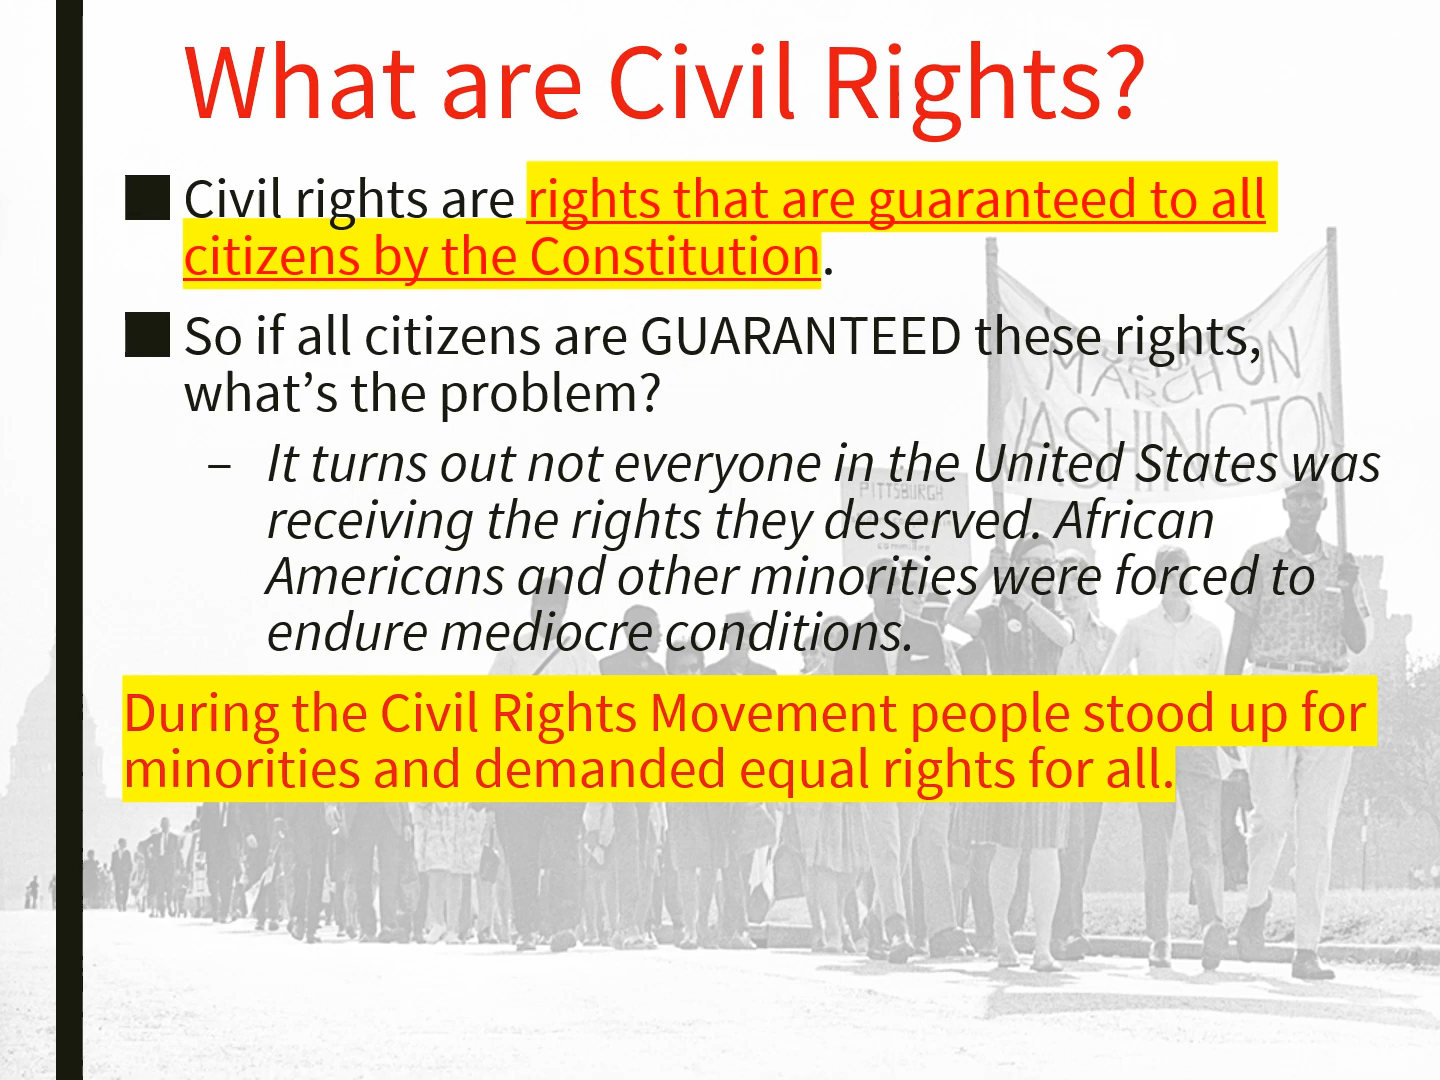 What are Civil Rights?
Civil rights are rights that are guaranteed to all
citizens by the Constitution.
So if all citizens are GUARANTEED these rights,
what's the problem?
– It turns out not everyone in the United States was
receiving the rights they deserved. African
Americans and other minorities were forced to
endure mediocre conditions.
During the Civil Rights Movement people stood up for
minorities and demanded equal rights for all.
MARCH ON
WASHINGTON
PITTSBURGH